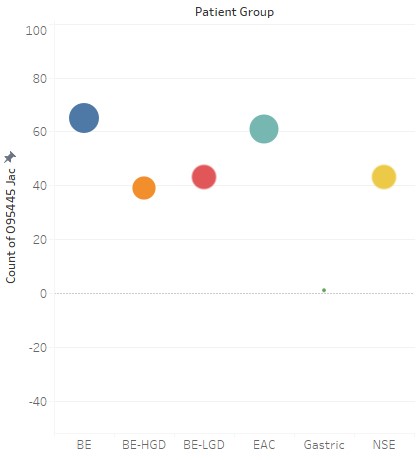 Patient Group
100
80
60
40
20
0
-20
-40
Count of O95445 Jac
BE
BE-HGD
BE-LGD
EAC
Gastric
NSE